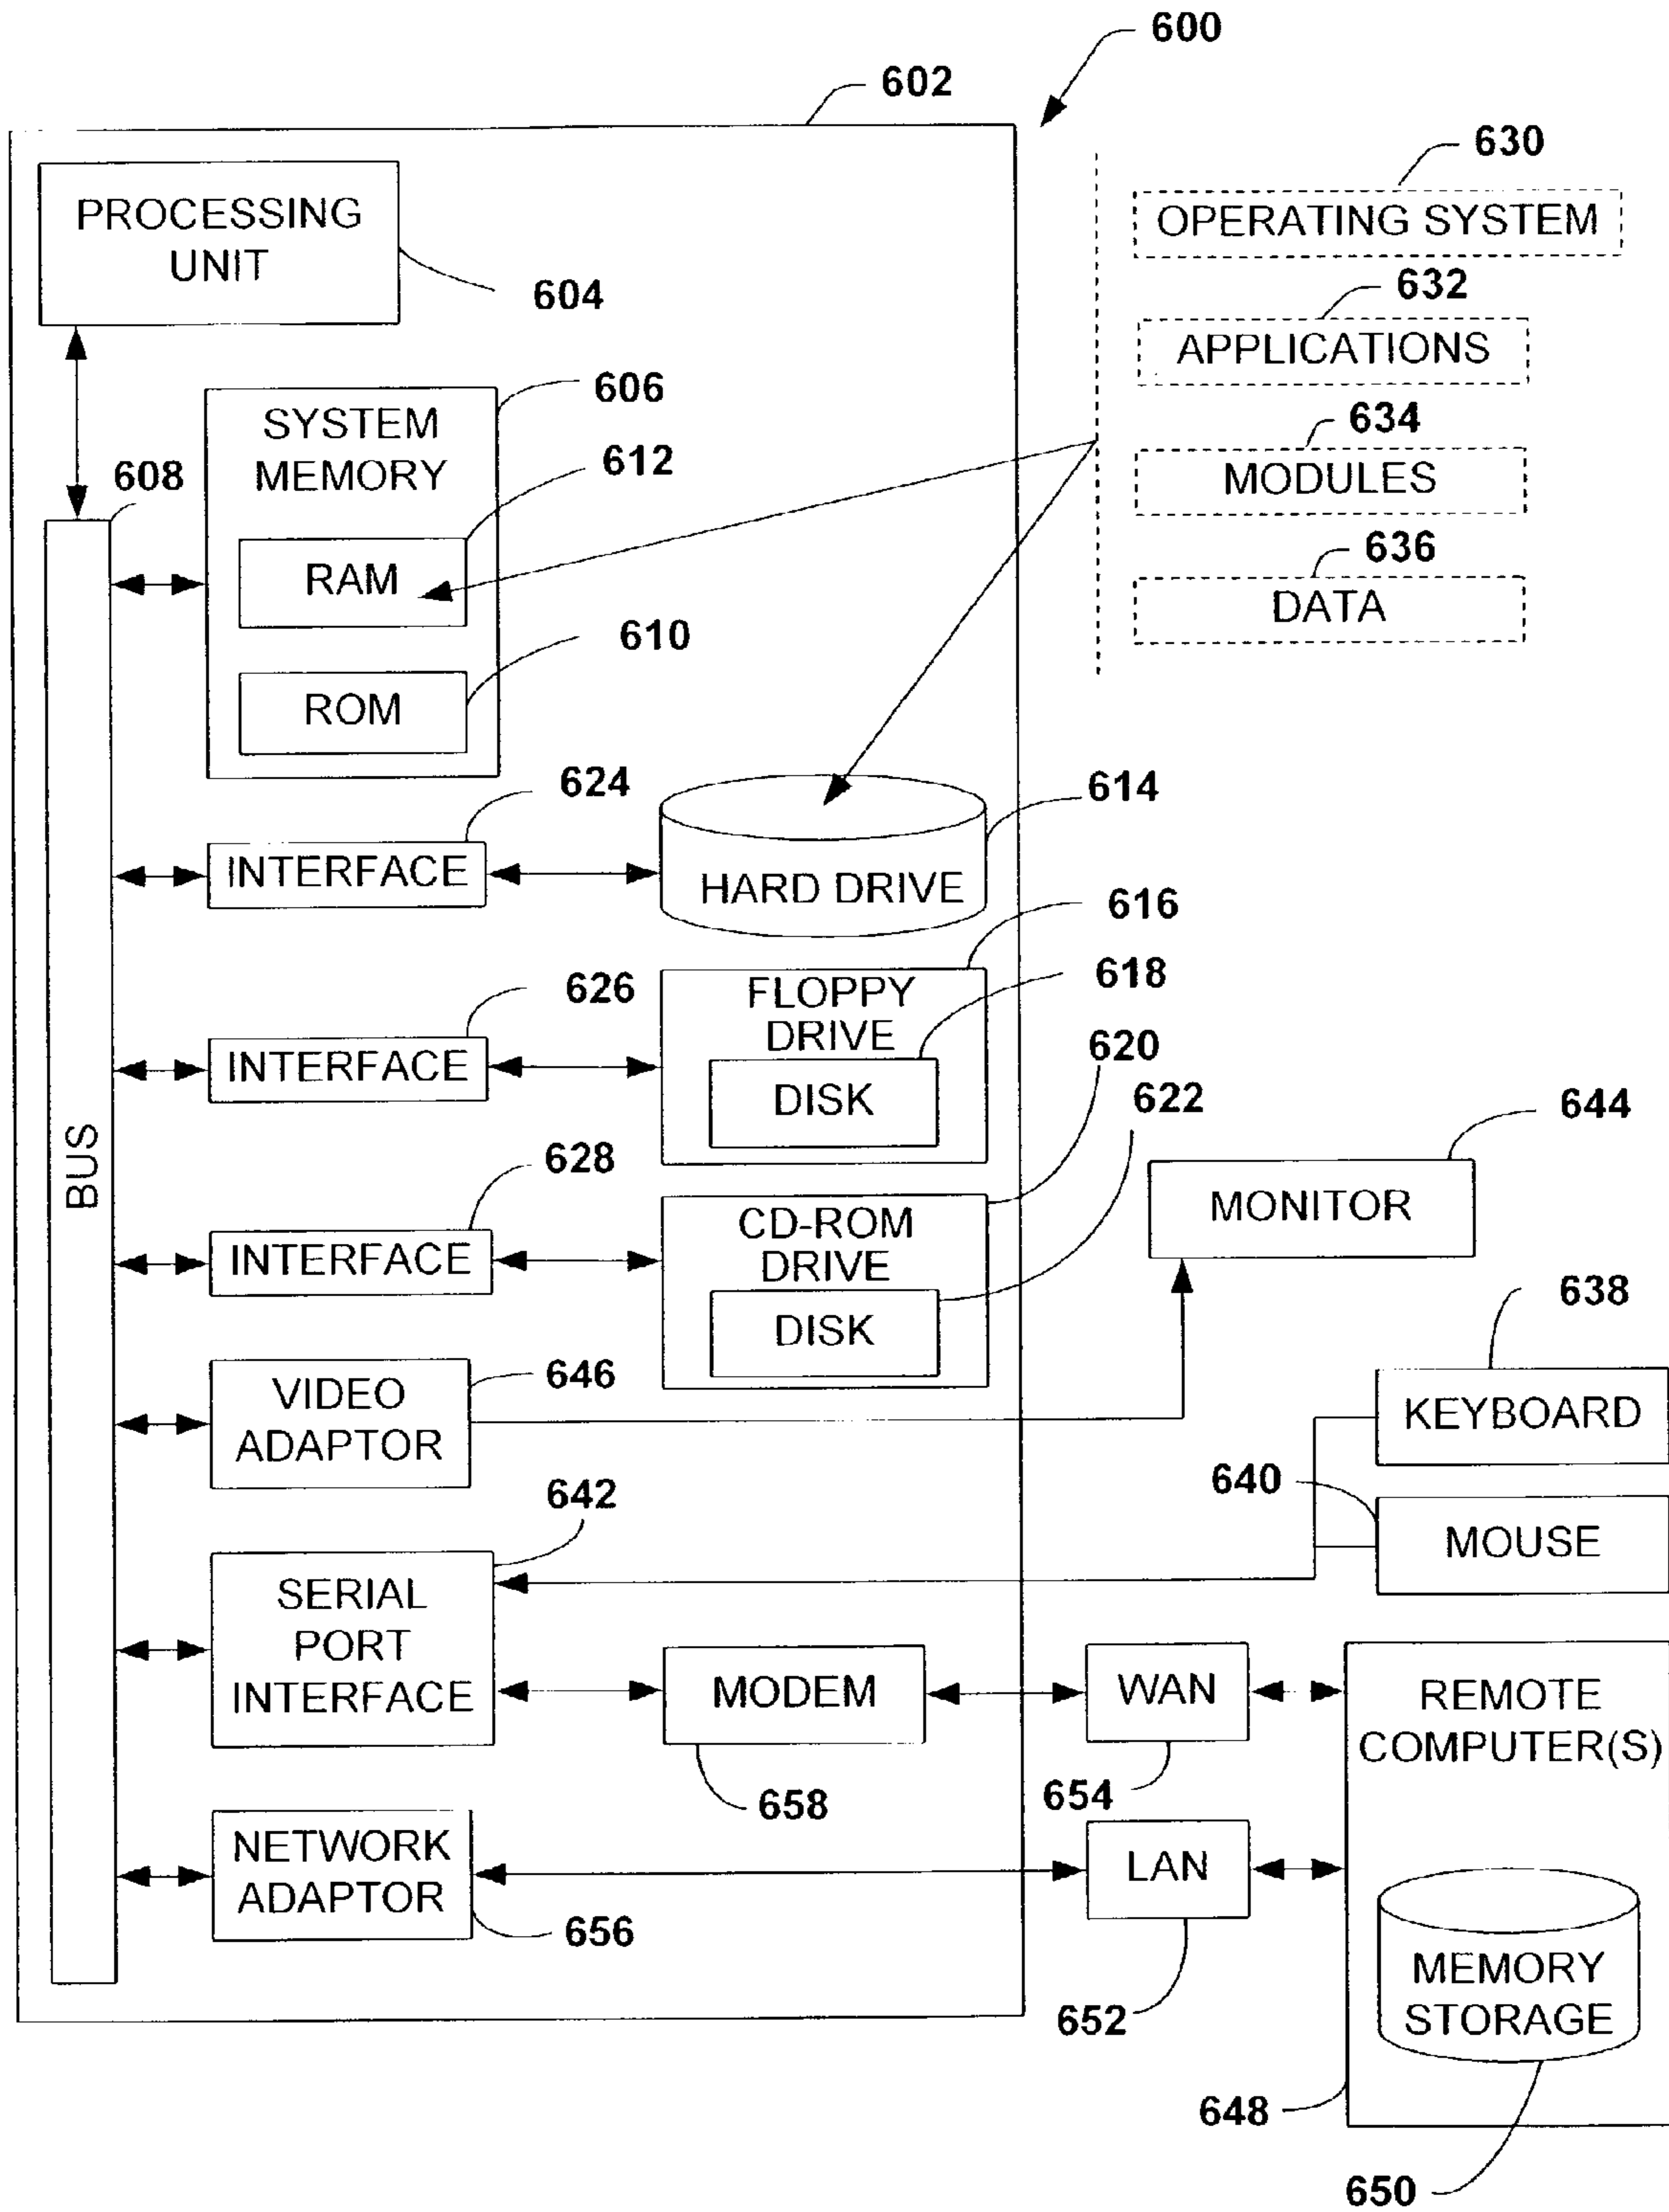 600
602
630
PROCESSING
UNIT
OPERATING SYSTEM
604
632
APPLICATIONS
606
SYSTEM
MEMORY
634
612
608
MODULES
636
RAM
DATA
610
ROM
624
614
INTERFACE
HARD DRIVE
616
626
FLOPPY
DRIVE
618
INTERFACE
620
DISK
622
644
BUS
628
MONITOR
INTERFACE
CD-ROM
DRIVE
638
DISK
646
VIDEO
ADAPTOR
KEYBOARD
642
640
MOUSE
SERIAL
PORT
INTERFACE
MODEM
WAN
REMOTE
COMPUTER(S)
658
654
NETWORK
ADAPTOR
LAN
656
MEMORY
STORAGE
652
648
650